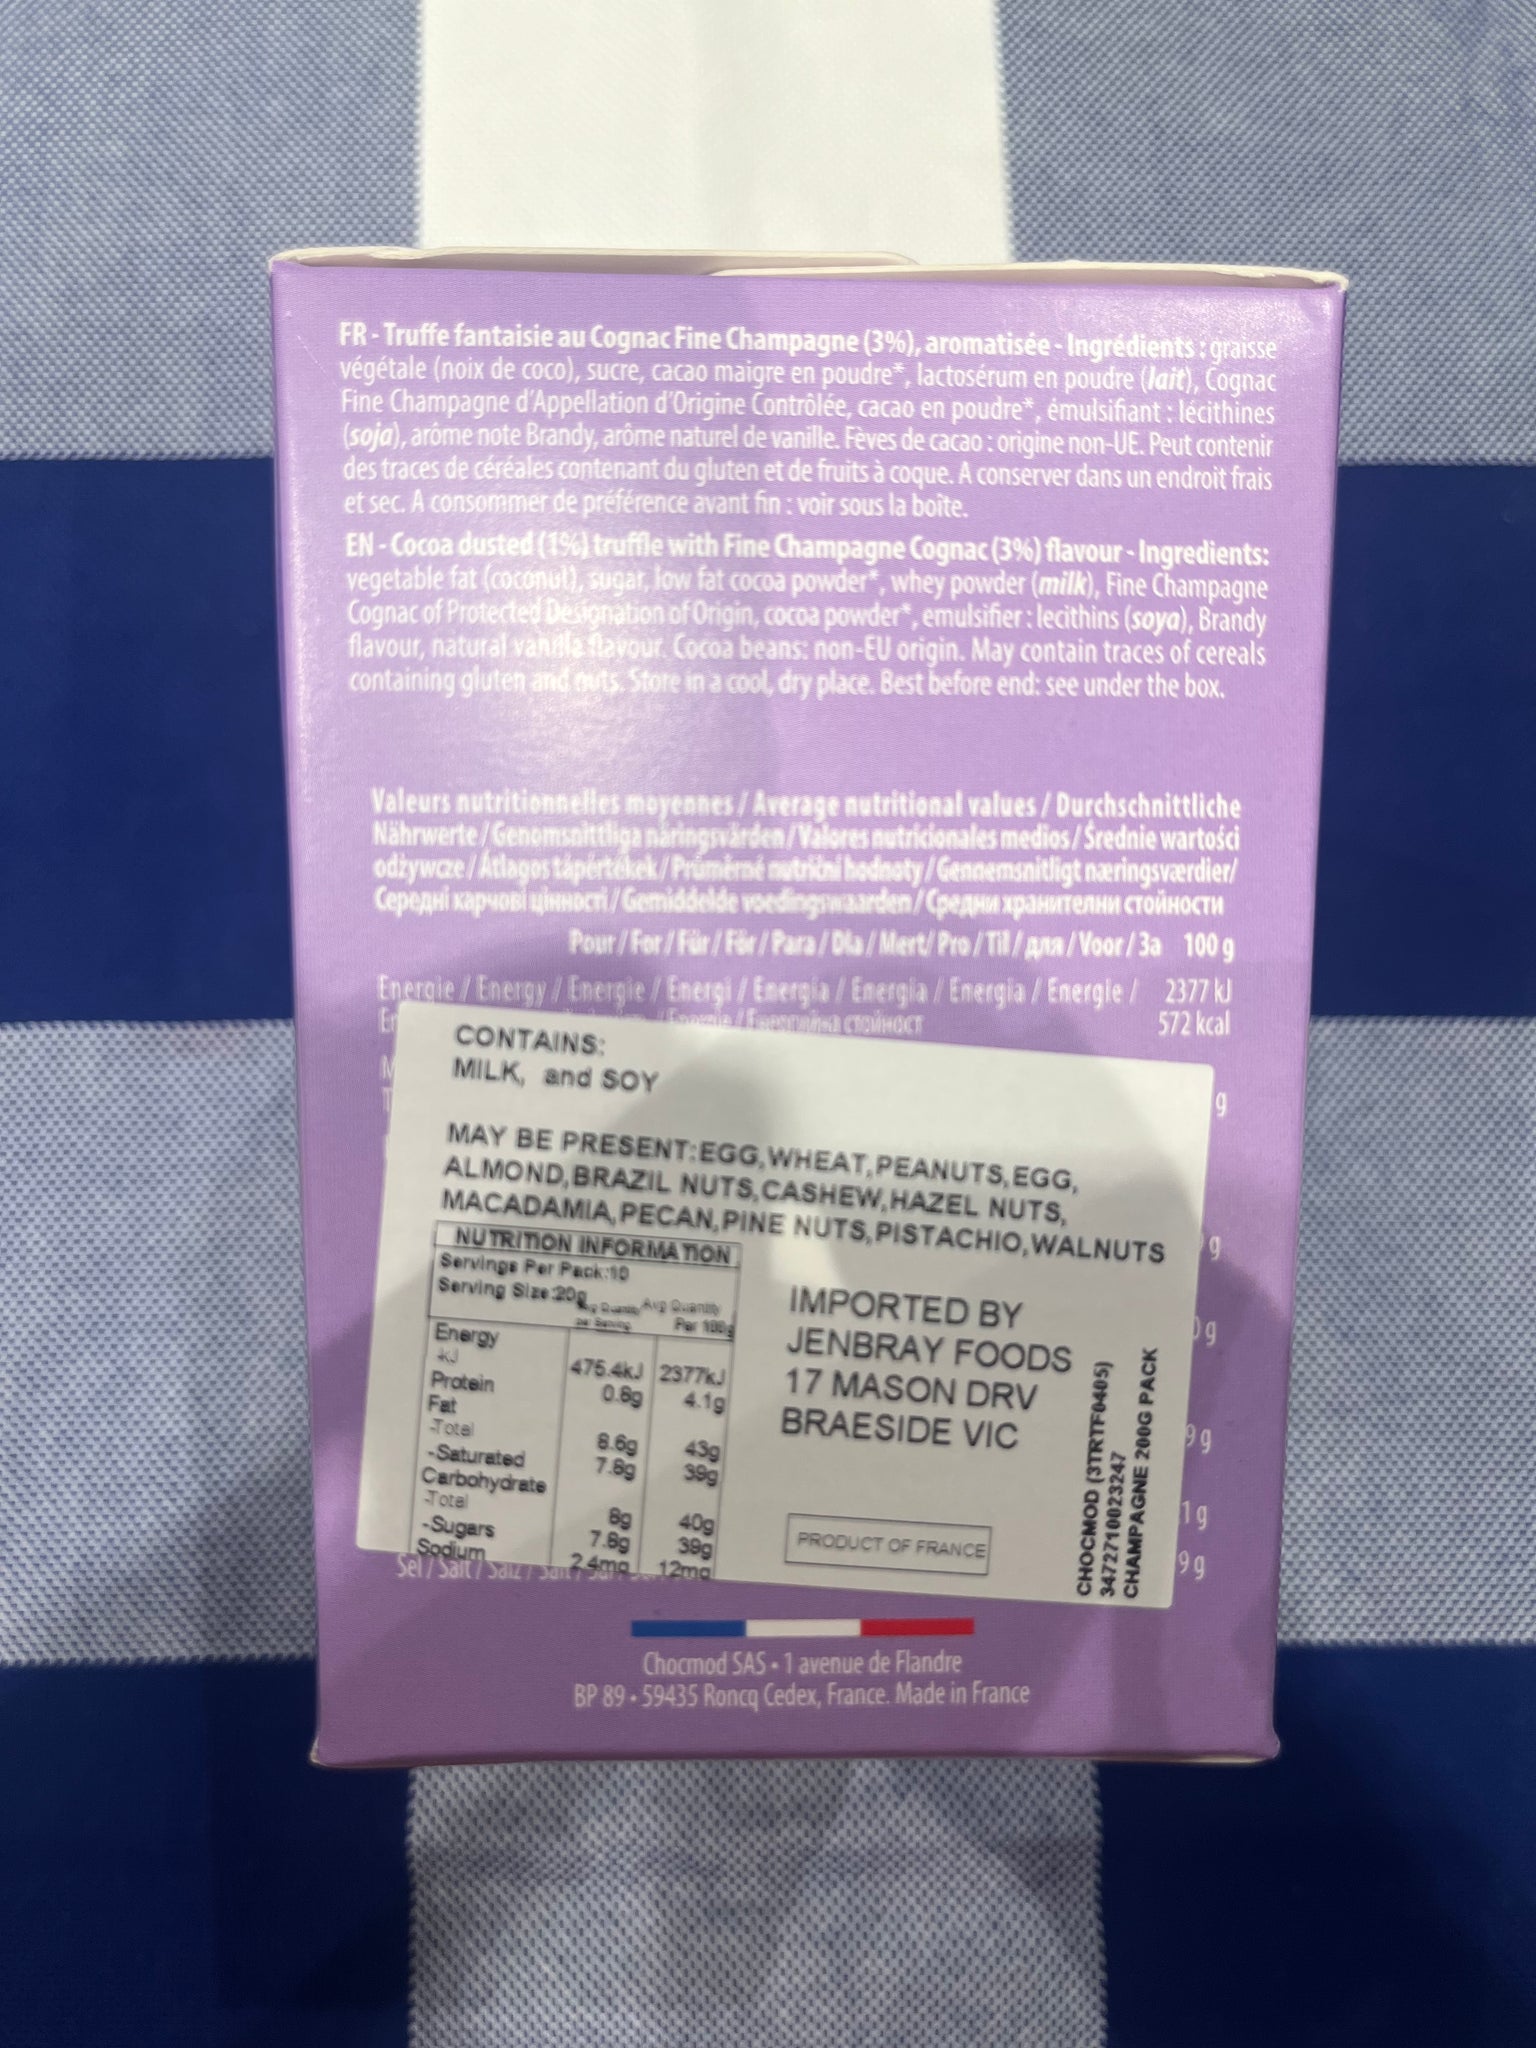 FR - Truffe fantaisie au Cognac Fine Champagne (3%), aromatisée - Ingrédients : graisse
végétale (noix de coco), sucre, cacao maigre en poudre*, lactosérum en poudre (lait), Cognac
Fine Champagne d'Appellation d'Origine Contrôlée, cacao en poudre*, émulsifiant : lécithines
(soja), arôme note Brandy, arôme naturel de vanille. Fèves de cacao : origine non-UE. Peut contenir
des traces de céréales contenant du gluten et de fruits à coque. A conserver dans un endroit frais
et sec. A consommer de préférence avant fin : voir sous la boîte.
EN - Cocoa dusted (1%) truffle with Fine Champagne Cognac (3%) flavour - Ingredients:
vegetable fat (coconut), sugar, low fat cocoa powder*, whey powder (milk), Fine Champagne
Cognac of Protected Designation of Origin, cocoa powder*, emulsifier : lecithins (soya), Brandy
flavour, natural vanilla flavour. Cocoa beans: non-EU origin. May contain traces of cereals
containing gluten and nuts. Store in a cool, dry place. Best before end: see under the box.
Valeurs nutritionnelles moyennes / Average nutritional values / Durchschnittliche
Nährwerte / Genomsnittliga näringsvärden / Valores nutricionales medios / Średnie wartości
odżywcze / Átlagos tápértékek / Průměrné nutriční hodnoty / Gennemsnitligt næringsværdier/
Середні харчові цінності / Gemiddelde voedingswaarden / Средни хранителни стойности
Pour / For / Für / För / Para / Dla / Mert/ Pro / Til / для / Voor / За 100 g
Energie / Energy / Energie / Energi / Energía / Energia / Energia / Energie / 2377 kJ
стойност 572 kcal
CONTAINS:
MILK, and SOY
MAY BE PRESENT:EGG,WHEAT,PEANUTS,EGG,
ALMOND,BRAZIL NUTS,CASHEW,HAZEL NUTS,
MACADAMIA,PECAN,PINE NUTS,PISTACHIO,WALNUTS
NUTRITION INFORMATION
Servings Per Pack:10
Serving Size:20g
Avg Quantity Avg Quantity
per Serving Per 100g
Energy
kJ 475.4kJ 2377kJ
Protein 0.8g 4.1g
Fat
-Total 8.6g 43g
-Saturated 7.8g 39g
Carbohydrate
-Total 8g 40g
-Sugars 7.8g 39g
Sodium 2.4mg 12mg
IMPORTED BY
JENBRAY FOODS
17 MASON DRV
BRAESIDE VIC
PRODUCT OF FRANCE
CHOCMOD (3TRTF0405)
3472710023247
CHAMPAGNE 200G PACK
Sel / Salt / Salz / Salt
Chocmod SAS • 1 avenue de Flandre
BP 89 • 59435 Roncq Cedex, France. Made in France